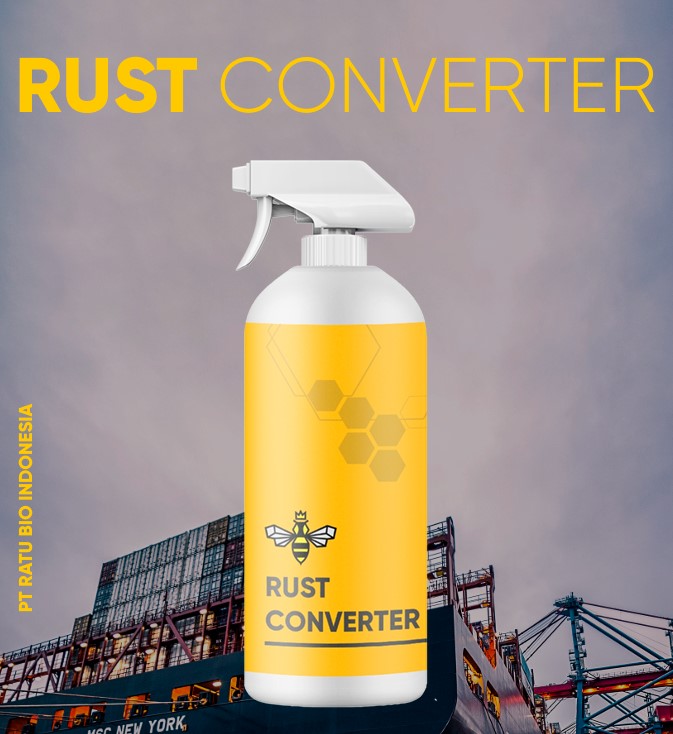 RUST CONVERTER
PT RATU BIO INDONESIA
RUST
CONVERTER
MSC NEW YORK